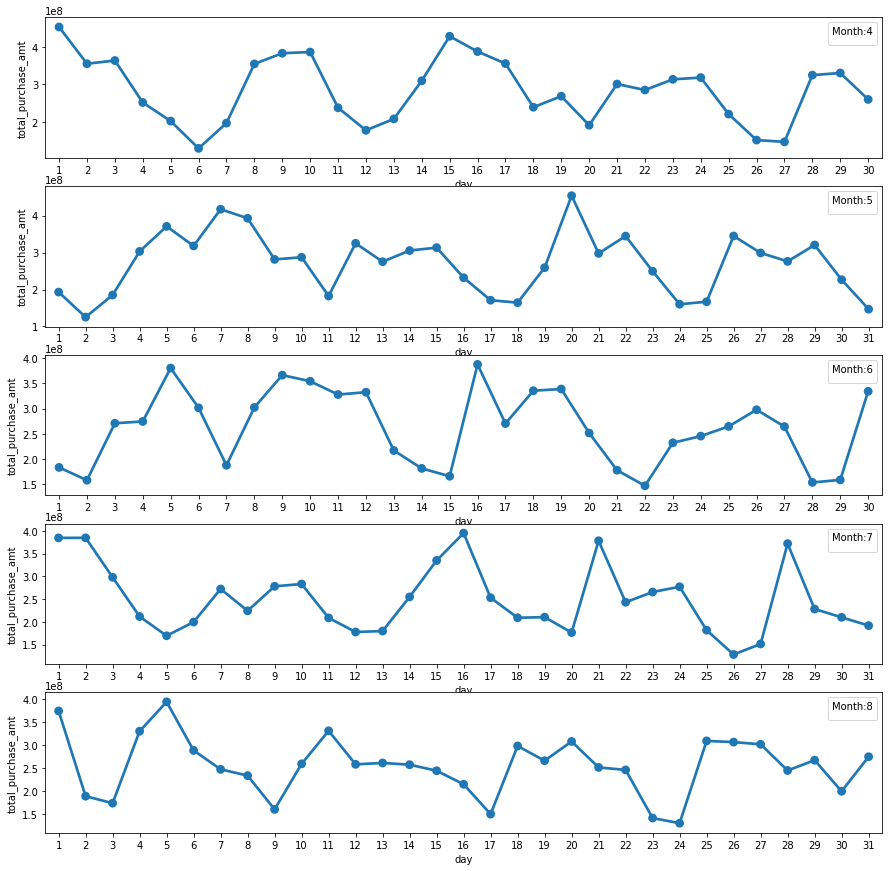 1e8
Month:4
total_purchase_amt
4
3
2
1 2 3 4 5 6 7 8 9 10 11 12 13 14 15 16 17 18 19 20 21 22 23 24 25 26 27 28 29 30
day
1e8
Month:5
total_purchase_amt
4
3
2
1
1 2 3 4 5 6 7 8 9 10 11 12 13 14 15 16 17 18 19 20 21 22 23 24 25 26 27 28 29 30 31
day
1e8
Month:6
total_purchase_amt
4.0
3.5
3.0
2.5
2.0
1.5
1 2 3 4 5 6 7 8 9 10 11 12 13 14 15 16 17 18 19 20 21 22 23 24 25 26 27 28 29 30
day
1e8
Month:7
total_purchase_amt
4.0
3.5
3.0
2.5
2.0
1.5
1 2 3 4 5 6 7 8 9 10 11 12 13 14 15 16 17 18 19 20 21 22 23 24 25 26 27 28 29 30 31
day
1e8
Month:8
total_purchase_amt
4.0
3.5
3.0
2.5
2.0
1.5
1 2 3 4 5 6 7 8 9 10 11 12 13 14 15 16 17 18 19 20 21 22 23 24 25 26 27 28 29 30 31
day